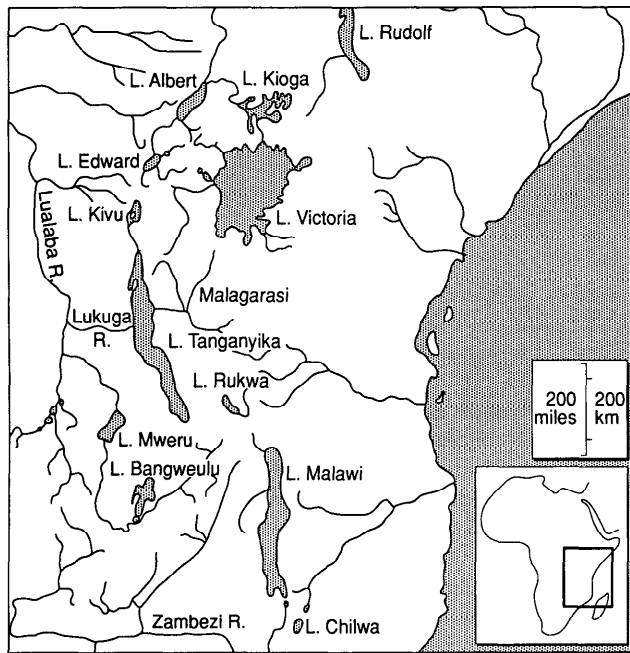 L. Rudolf
L. Albert
L. Kioga
L. Edward
L. Kivu
L. Victoria
Lualaba R.
Malagarasi
Lukuga
R.
L. Tanganyika
L. Rukwa
200
miles
200
km
L. Mweru
L. Bangweulu
L. Malawi
Zambezi R.
L. Chilwa